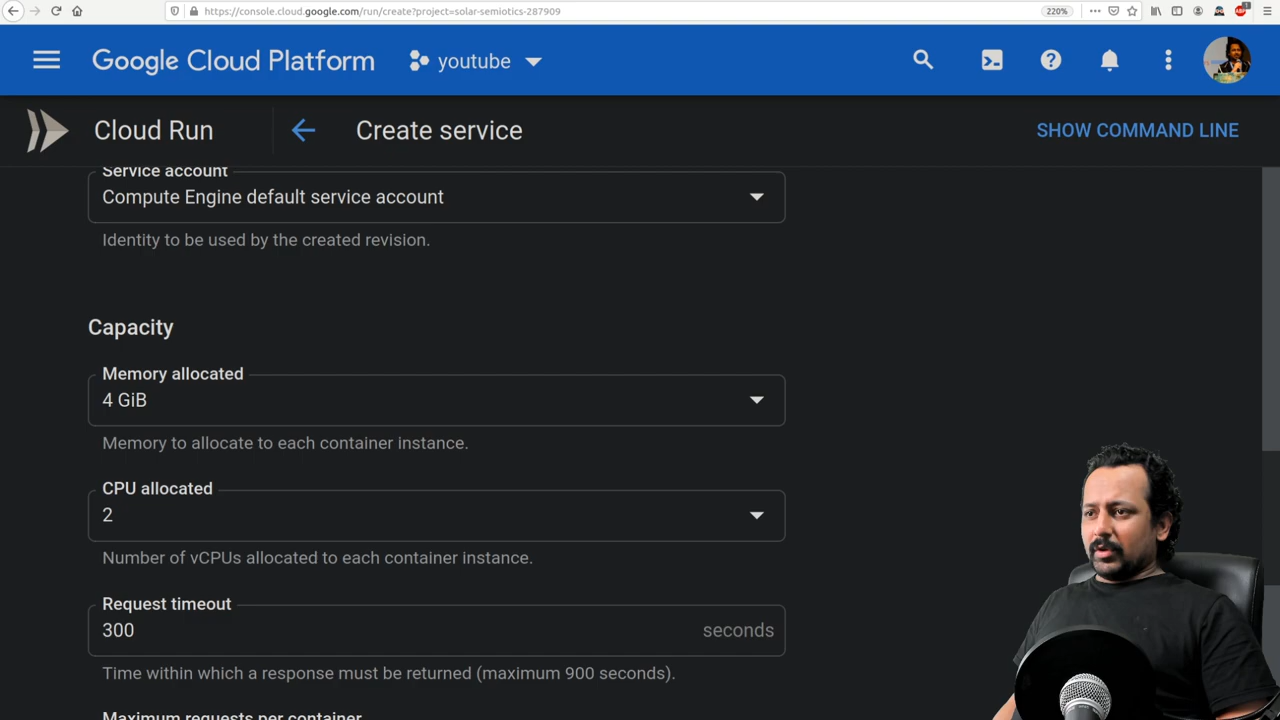 https://console.cloud.google.com/run/create?project=solar-semiotics-287909
220%
Google Cloud Platform
youtube
Cloud Run
Create service
SHOW COMMAND LINE
Service account
Compute Engine default service account
Identity to be used by the created revision.
Capacity
Memory allocated
4 GiB
Memory to allocate to each container instance.
CPU allocated
2
Number of vCPUs allocated to each container instance.
Request timeout
300
seconds
Time within which a response must be returned (maximum 900 seconds).
Maximum requests per container